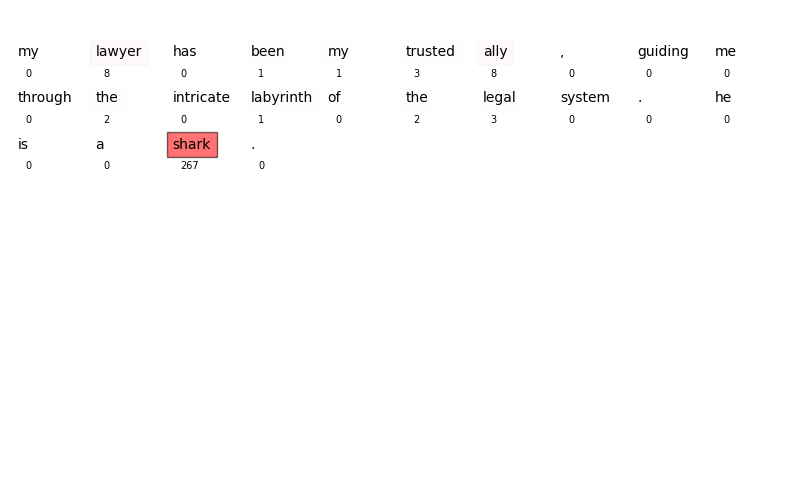 my lawyer has been my trusted ally , guiding me
0 8 0 1 1 3 8 0 0 0
through the intricate labyrinth of the legal system . he
0 2 0 1 0 2 3 0 0 0
is a shark .
0 0 267 0